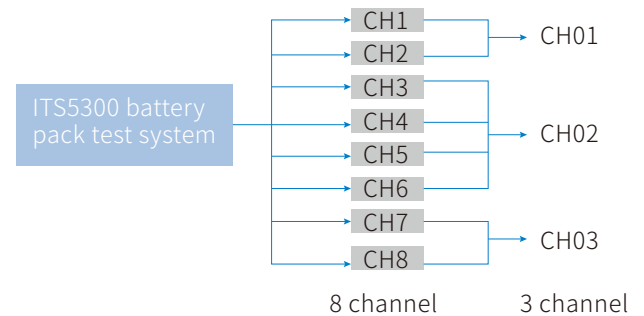 ITS5300 battery
pack test system
CH1
CH2
CH3
CH4
CH5
CH6
CH7
CH8
CH01
CH02
CH03
8 channel
3 channel